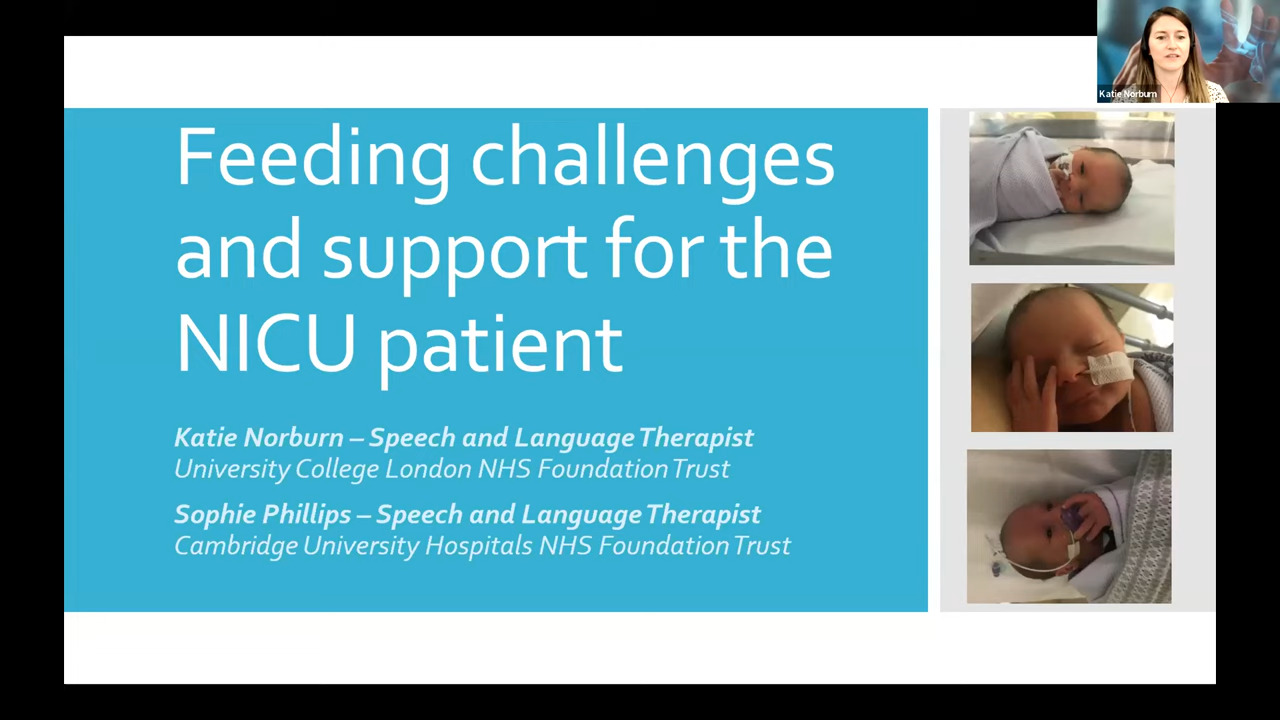 Katie Norburn
Feeding challenges
and support for the
NICU patient
Katie Norburn – Speech and Language Therapist
University College London NHS Foundation Trust
Sophie Phillips – Speech and Language Therapist
Cambridge University Hospitals NHS Foundation Trust